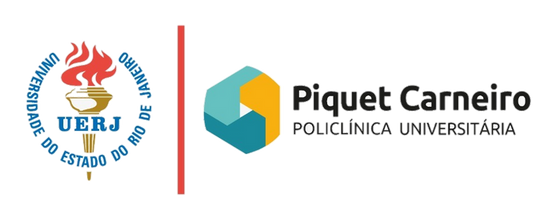 UNIVERSIDADE DO ESTADO DO RIO DE JANEIRO
UERJ
Piquet Carneiro
POLICLÍNICA UNIVERSITÁRIA